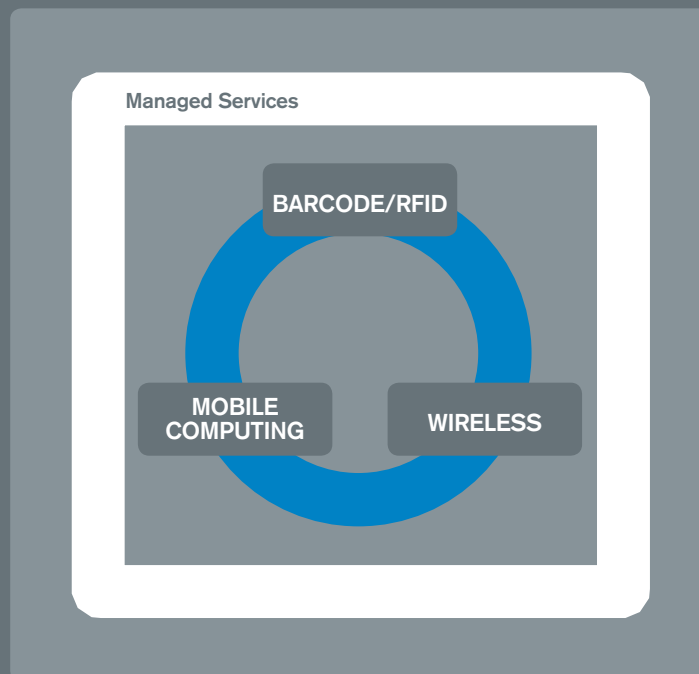 Managed Services
BARCODE/RFID
MOBILE
COMPUTING
WIRELESS